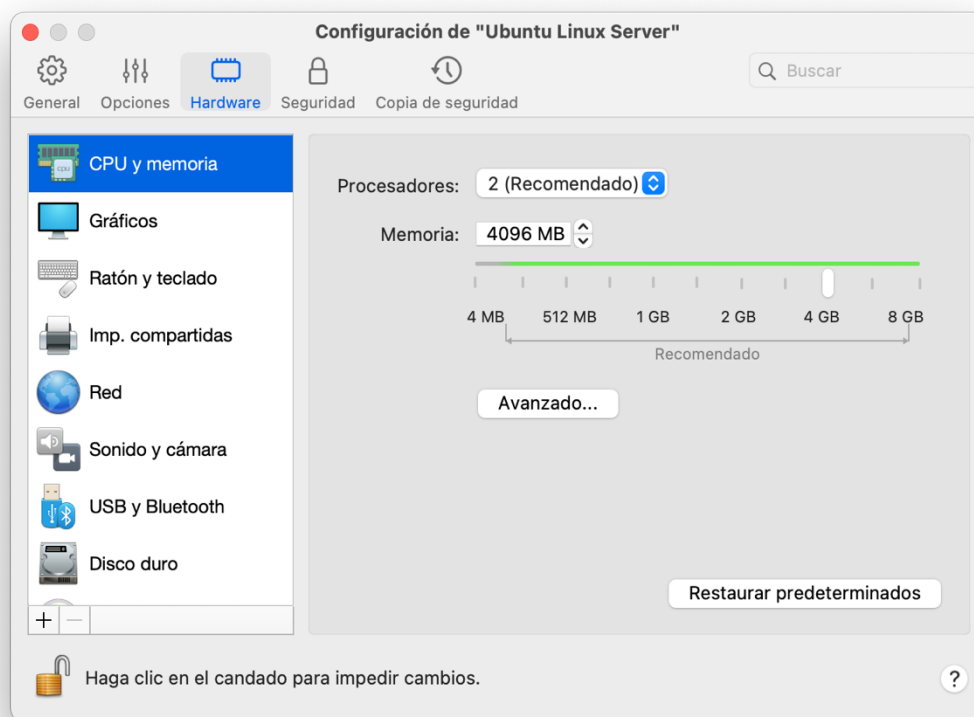 Configuración de "Ubuntu Linux Server"
General Opciones Hardware Seguridad Copia de seguridad
Buscar
CPU y memoria
Gráficos
Ratón y teclado
Imp. compartidas
Red
Sonido y cámara
USB y Bluetooth
Disco duro
Procesadores: 2 (Recomendado)
Memoria: 4096 MB
4 MB 512 MB 1 GB 2 GB 4 GB 8 GB
Recomendado
Avanzado...
Restaurar predeterminados
Haga clic en el candado para impedir cambios.
?